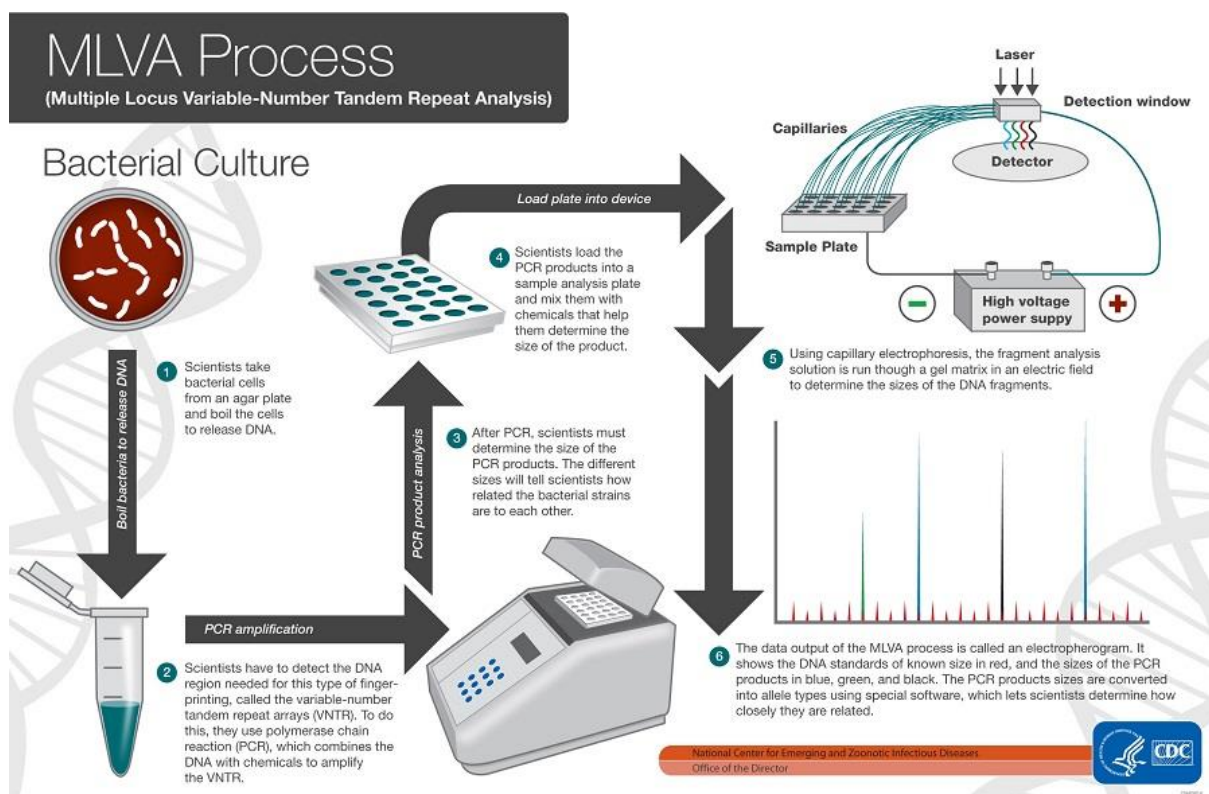 MLVA Process
(Multiple Locus Variable-Number Tandem Repeat Analysis)
Bacterial Culture
Boil bacteria to release DNA
1
Scientists take
bacterial cells
from an agar plate
and boil the cells
to release DNA.
PCR amplification
2
Scientists have to detect the DNA
region needed for this type of finger-
printing, called the variable-number
tandem repeat arrays (VNTR). To do
this, they use polymerase chain
reaction (PCR), which combines the
DNA with chemicals to amplify
the VNTR.
PCR product analysis
3
After PCR, scientists must
determine the size of the
PCR products. The different
sizes will tell scientists how
related the bacterial strains
are to each other.
Load plate into device
4
Scientists load the
PCR products into a
sample analysis plate
and mix them with
chemicals that help
them determine the
size of the product.
Laser
Detection window
Capillaries
Detector
Sample Plate
High voltage
power suppy
5
Using capillary electrophoresis, the fragment analysis
solution is run though a gel matrix in an electric field
to determine the sizes of the DNA fragments.
6
The data output of the MLVA process is called an electropherogram. It
shows the DNA standards of known size in red, and the sizes of the PCR
products in blue, green, and black. The PCR products sizes are converted
into allele types using special software, which lets scientists determine how
closely they are related.
National Center for Emerging and Zoonotic Infectious Diseases
Office of the Director
CDC